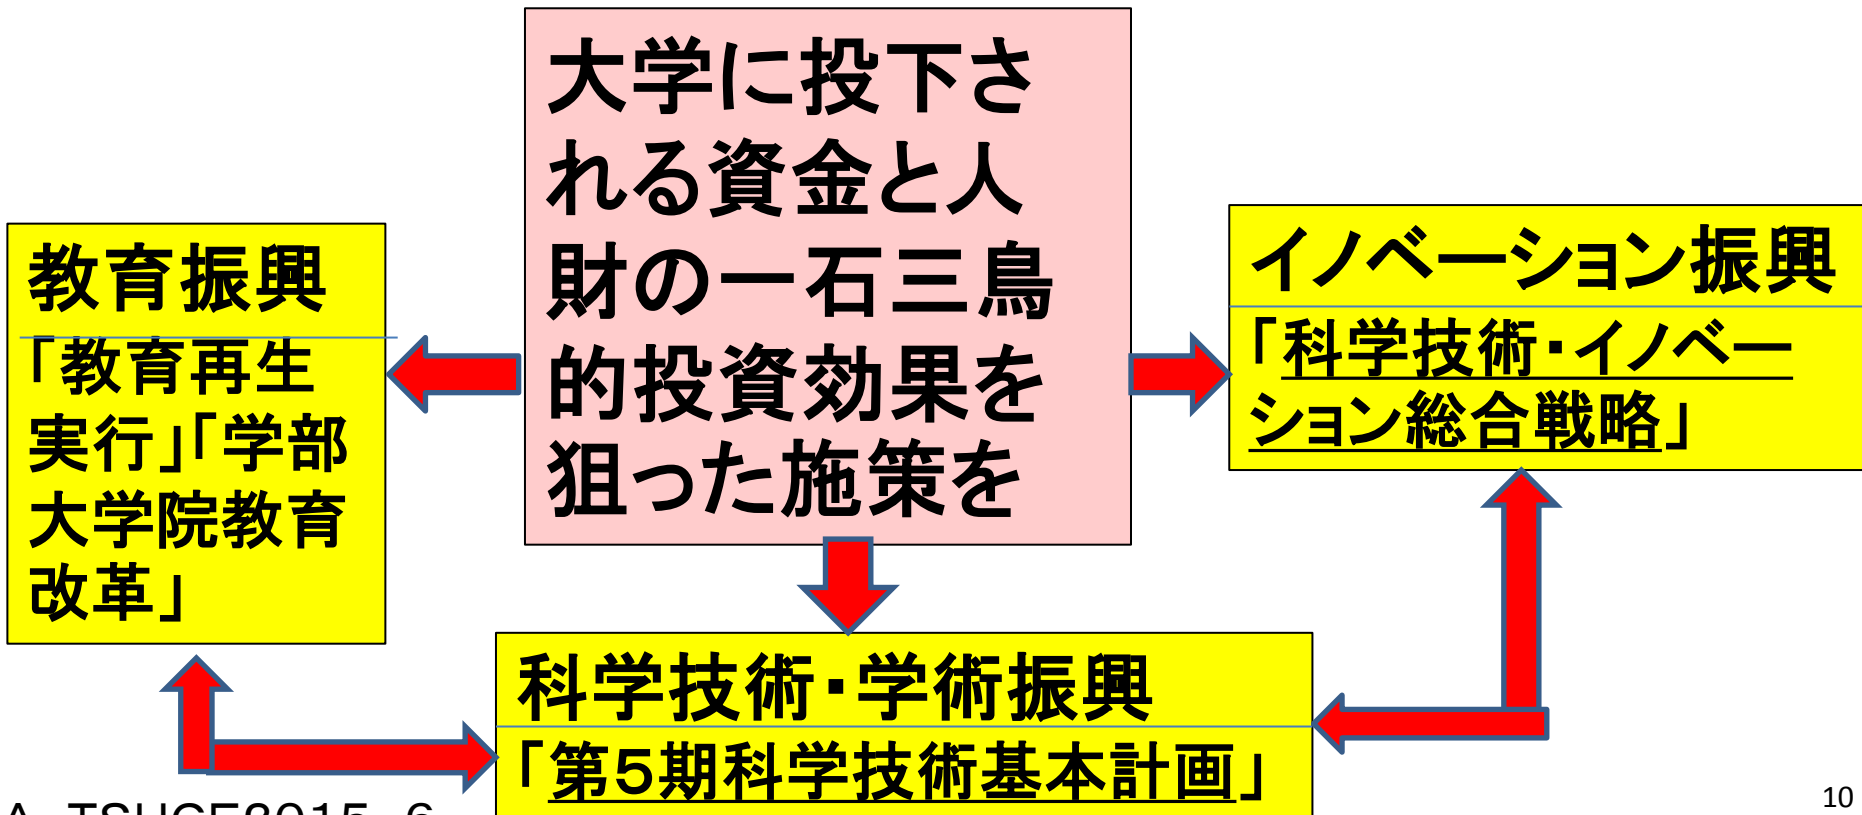 大学に投下さ
れる資金と人
財の一石三鳥
的投資効果を
狙った施策を
教育振興
「教育再生
実行」「学部
大学院教育
改革」
イノベーション振興
「科学技術・イノベー
ション総合戦略」
科学技術・学術振興
「第5期科学技術基本計画」
10